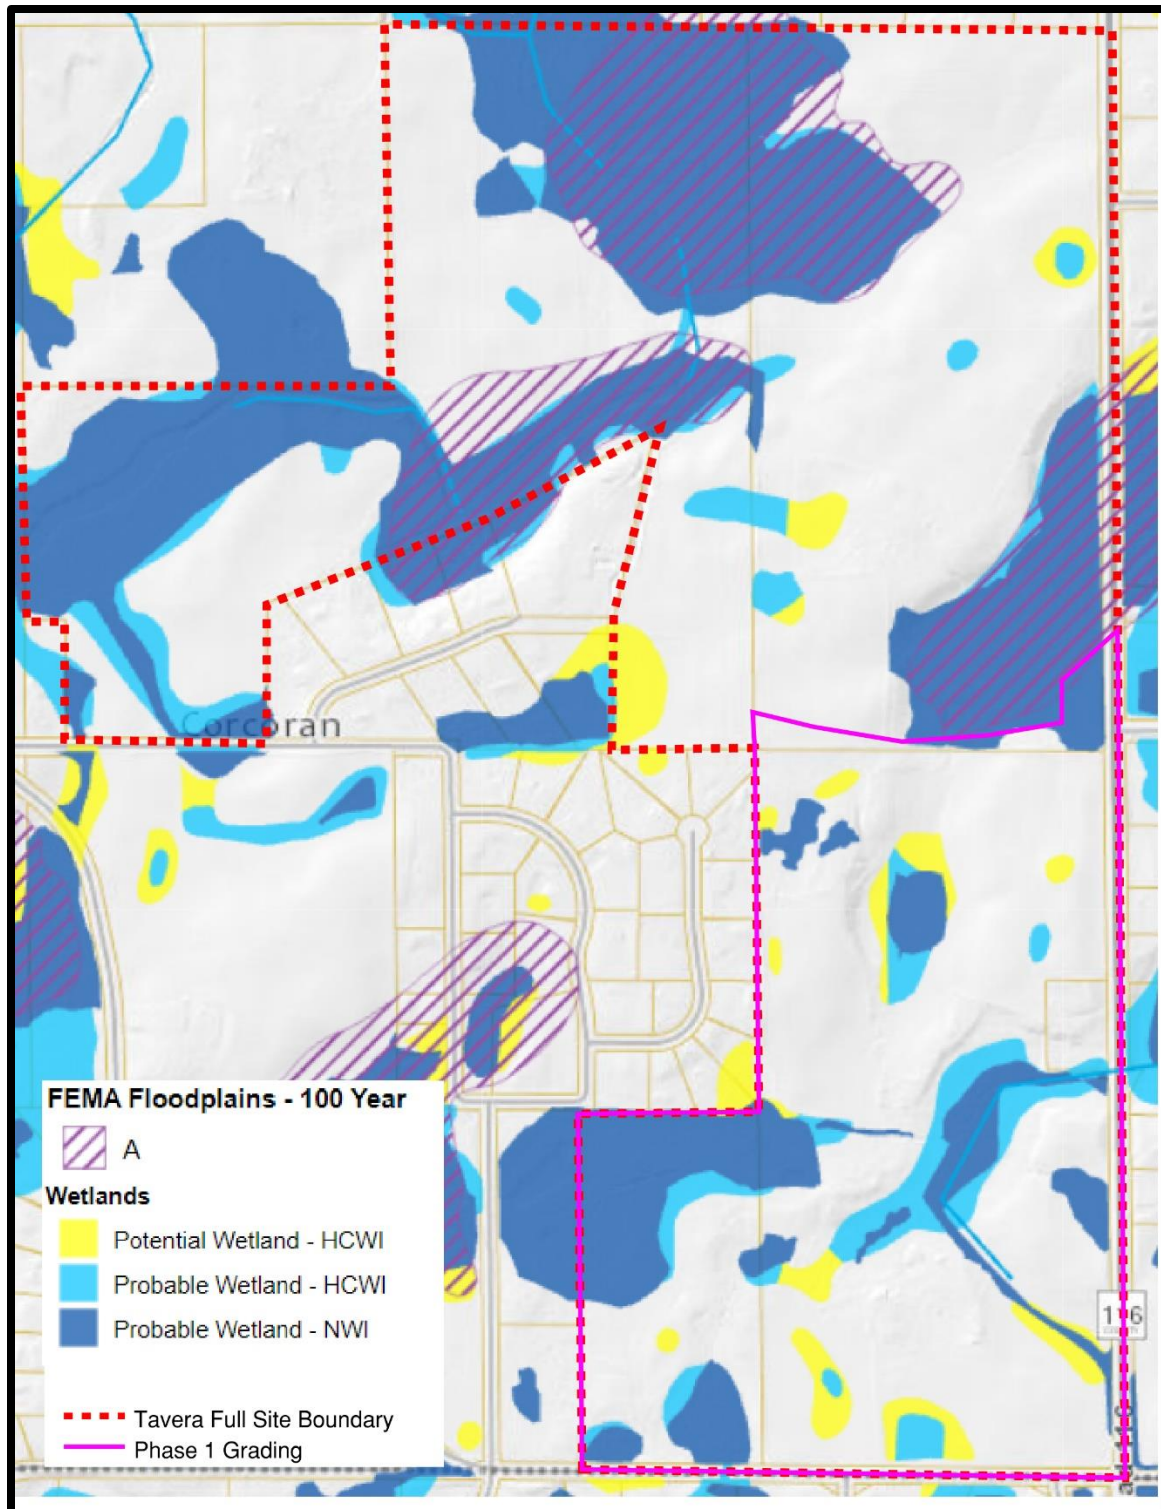 Corcoran
FEMA Floodplains - 100 Year
A
Wetlands
Potential Wetland - HCWI
Probable Wetland - HCWI
Probable Wetland - NWI
Tavera Full Site Boundary
Phase 1 Grading
116